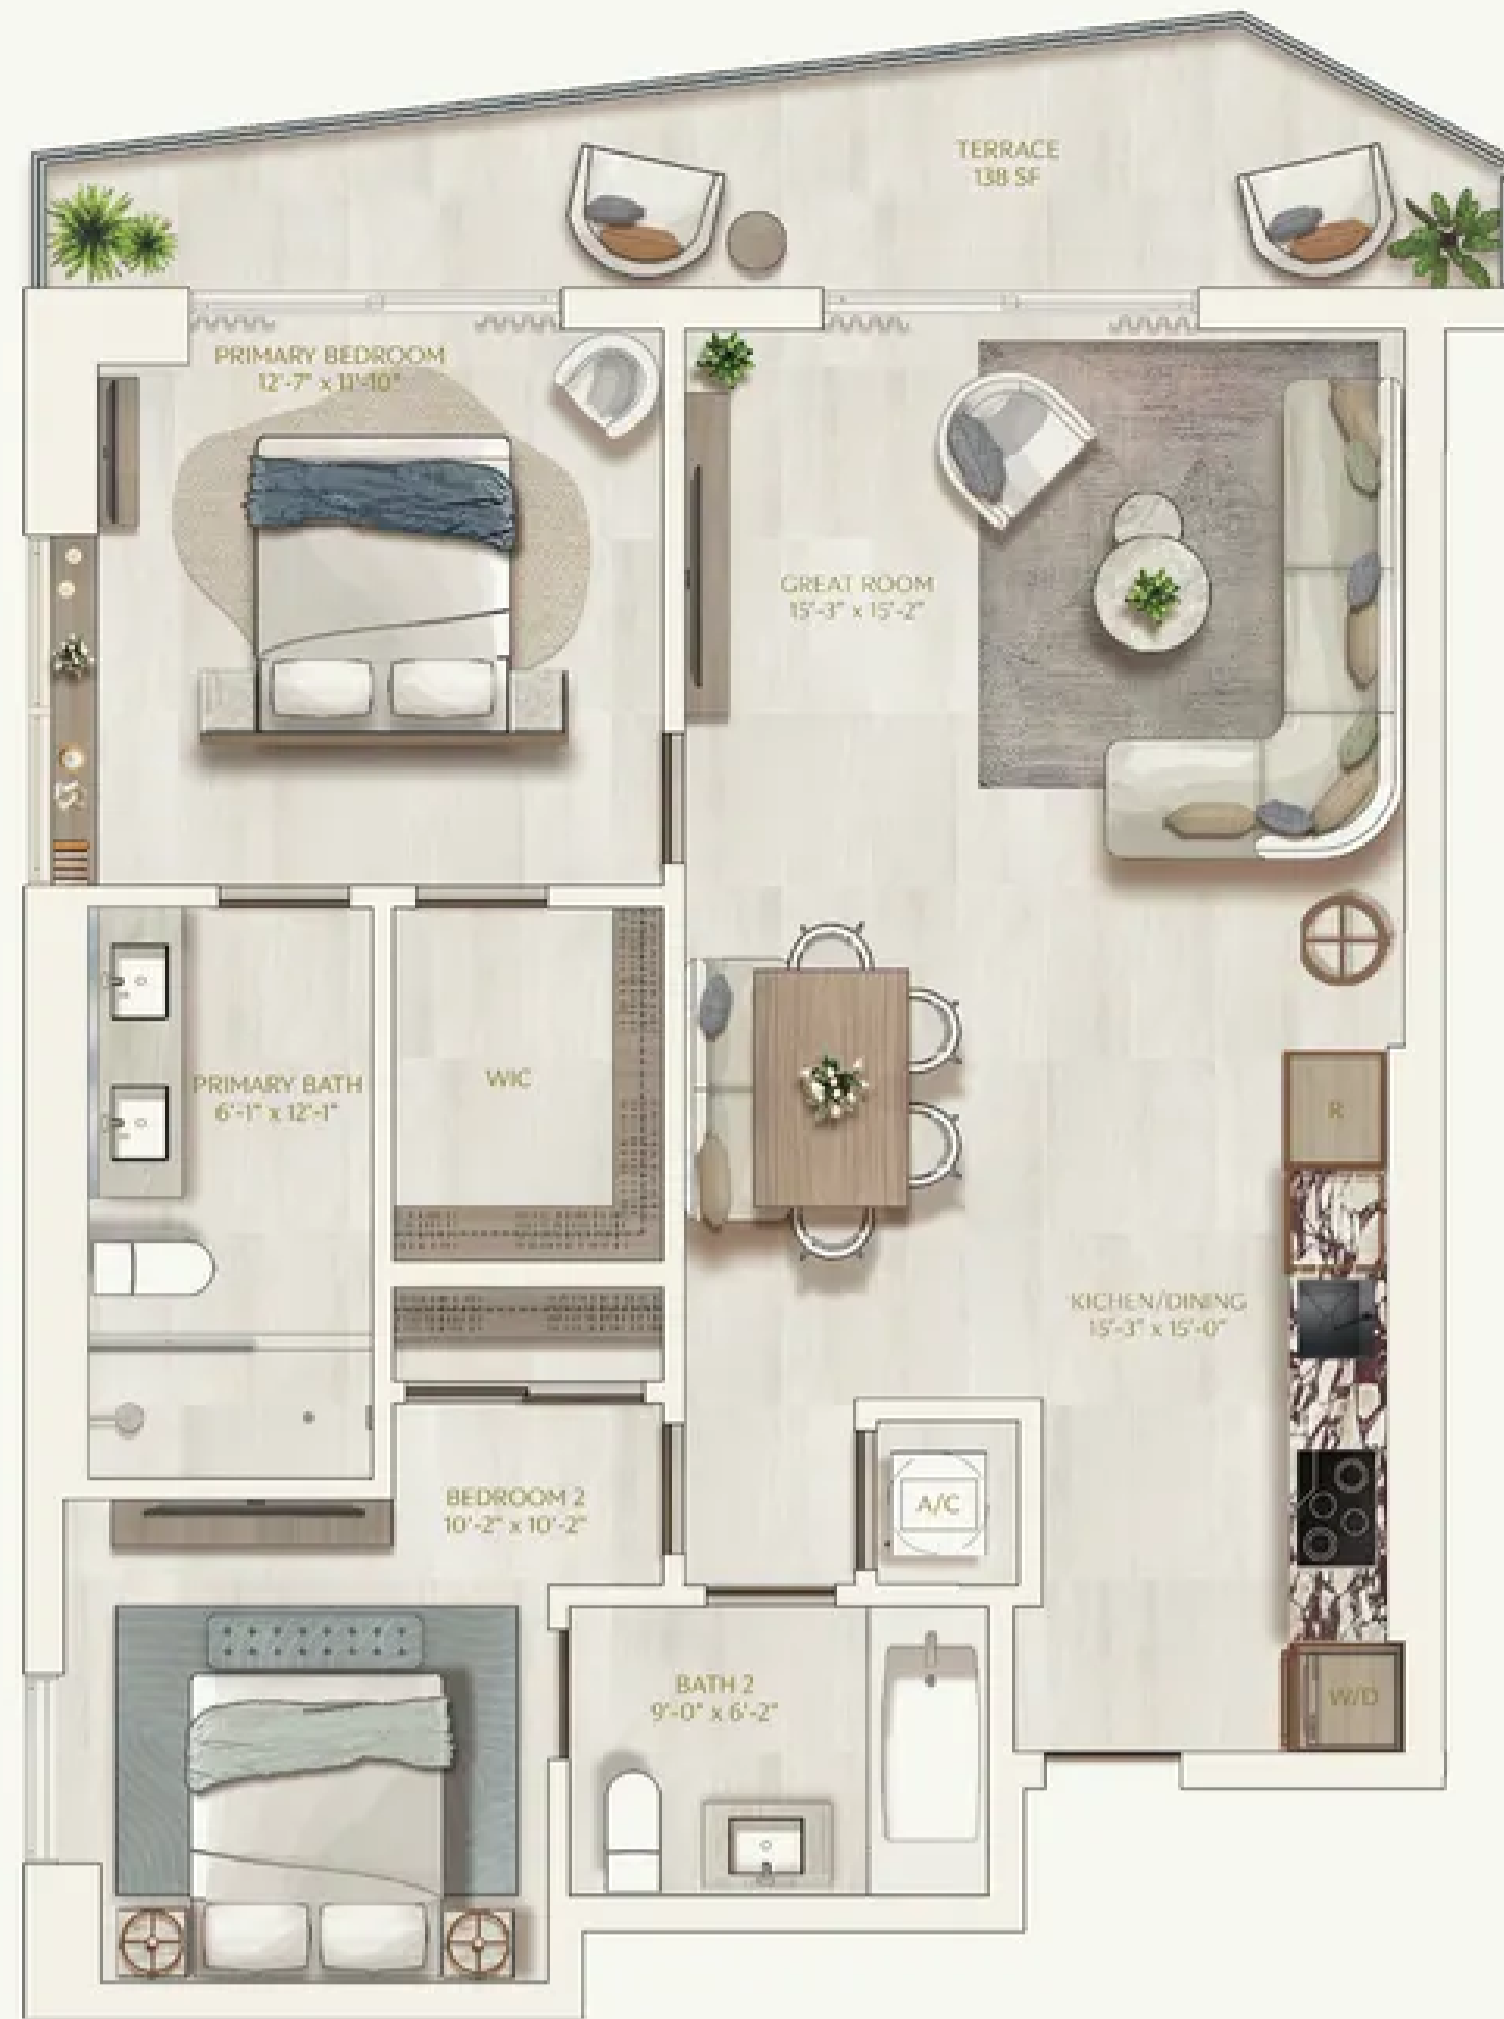 TERRACE
138 SF
PRIMARY BEDROOM
12'-7" x 11'-10"
GREAT ROOM
15'-3" x 15'-2"
PRIMARY BATH
6'-1" x 12'-1"
WIC
R
KICHEN/DINING
15'-3" x 15'-0"
BEDROOM 2
10'-2" x 10'-2"
A/C
BATH 2
9'-0" x 6'-2"
W/D